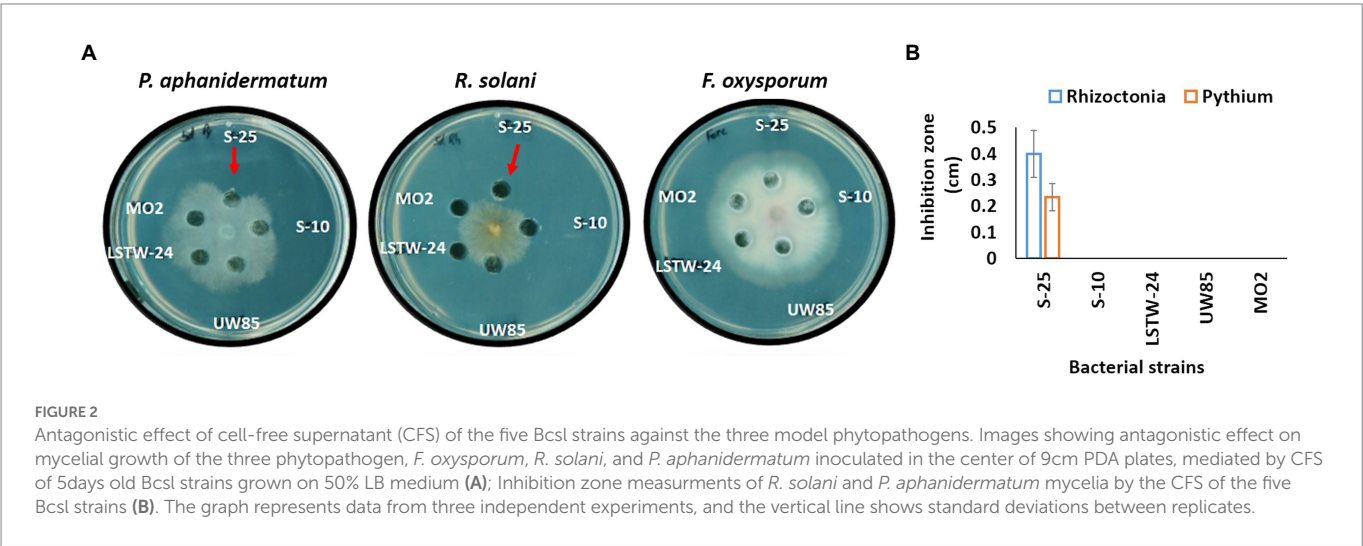 A
P. aphanidermatum
R. solani
F. oxysporum
S-25
MO2
S-10
LSTW-24
UW85
S-25
MO2
S-10
LSTW-24
UW85
S-25
MO2
S-10
LSTW-24
UW85
B
Rhizoctonia Pythium
Inhibition zone
(cm)
0.5
0.4
0.3
0.2
0.1
0
S-25
S-10
LSTW-24
UW85
MO2
Bacterial strains
FIGURE 2
Antagonistic effect of cell-free supernatant (CFS) of the five Bcsl strains against the three model phytopathogens. Images showing antagonistic effect on
mycelial growth of the three phytopathogen, F. oxysporum, R. solani, and P. aphanidermatum inoculated in the center of 9cm PDA plates, mediated by CFS
of 5days old Bcsl strains grown on 50% LB medium (A); Inhibition zone measurments of R. solani and P. aphanidermatum mycelia by the CFS of the five
Bcsl strains (B). The graph represents data from three independent experiments, and the vertical line shows standard deviations between replicates.